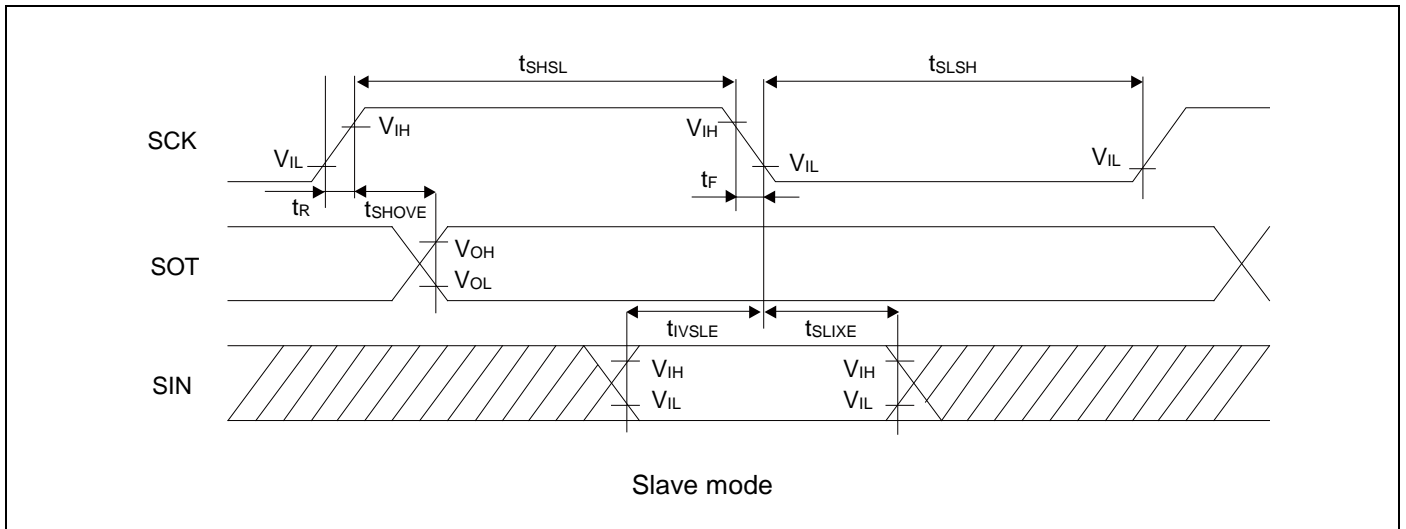 tSHSL
tSLSH
SCK
VIH
VIH
VIL
VIL
VIL
tF
tR
tSHOVE
SOT
VOH
VOL
tIVSLE
tSLIXE
SIN
VIH
VIH
VIL
VIL
Slave mode